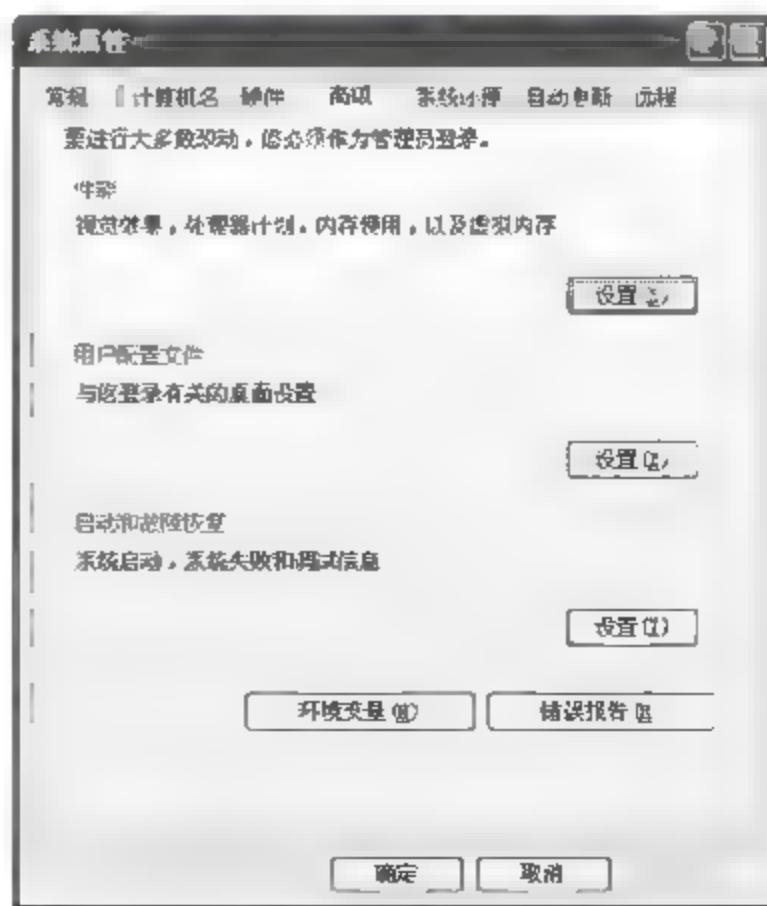 系统属性
常规 计算机名 硬件 高级 系统还原 自动更新 远程
要进行大多数改动，您必须作为管理员登录。
性能
视觉效果，处理器计划，内存使用，以及虚拟内存
设置
用户配置文件
与您登录有关的桌面设置
设置(E)
启动和故障恢复
系统启动，系统失败和调试信息
设置(T)
环境变量(N)
错误报告(R)
确定 取消